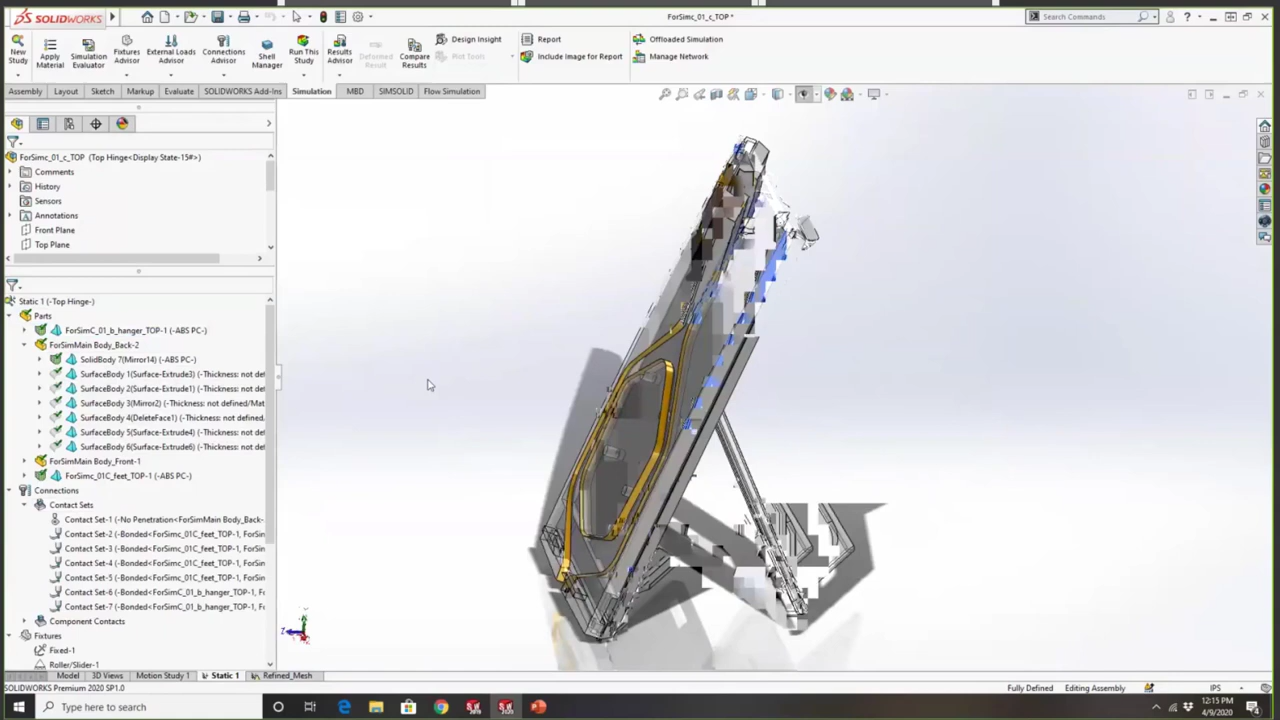 SOLIDWORKS
ForSimc_01_c_TOP *
Search Commands
New Study
Apply Material
Simulation Evaluator
Fixtures Advisor
External Loads Advisor
Connections Advisor
Shell Manager
Run This Study
Results Advisor
Deformed Result
Compare Results
Design Insight
Plot Tools
Report
Include Image for Report
Offloaded Simulation
Manage Network
Assembly Layout Sketch Markup Evaluate SOLIDWORKS Add-Ins Simulation MBD SIMSOLID Flow Simulation
ForSimc_01_c_TOP (Top Hinge<Display State-15#>)
Comments
History
Sensors
Annotations
Front Plane
Top Plane
Static 1 (-Top Hinge-)
Parts
ForSimC_01_b_hanger_TOP-1 (-ABS PC-)
ForSimMain Body_Back-2
SolidBody 7(Mirror14) (-ABS PC-)
SurfaceBody 1(Surface-Extrude3) (-Thickness: not def
SurfaceBody 2(Surface-Extrude1) (-Thickness: not def
SurfaceBody 3(Mirror2) (-Thickness: not defined/Mat
SurfaceBody 4(DeleteFace1) (-Thickness: not defined,
SurfaceBody 5(Surface-Extrude4) (-Thickness: not def
SurfaceBody 6(Surface-Extrude6) (-Thickness: not def
ForSimMain Body_Front-1
ForSimc_01C_feet_TOP-1 (-ABS PC-)
Connections
Contact Sets
Contact Set-1 (-No Penetration<ForSimMain Body_Back-
Contact Set-2 (-Bonded<ForSimc_01C_feet_TOP-1, ForSin
Contact Set-3 (-Bonded<ForSimc_01C_feet_TOP-1, ForSin
Contact Set-4 (-Bonded<ForSimc_01C_feet_TOP-1, ForSin
Contact Set-5 (-Bonded<ForSimc_01C_feet_TOP-1, ForSin
Contact Set-6 (-Bonded<ForSimC_01_b_hanger_TOP-1, Fo
Contact Set-7 (-Bonded<ForSimC_01_b_hanger_TOP-1, Fo
Component Contacts
Fixtures
Fixed-1
Roller/Slider-1
Z
Model 3D Views Motion Study 1 Static 1 Refined_Mesh
SOLIDWORKS Premium 2020 SP1.0
Fully Defined Editing Assembly IPS
Type here to search
12:15 PM
4/9/2020